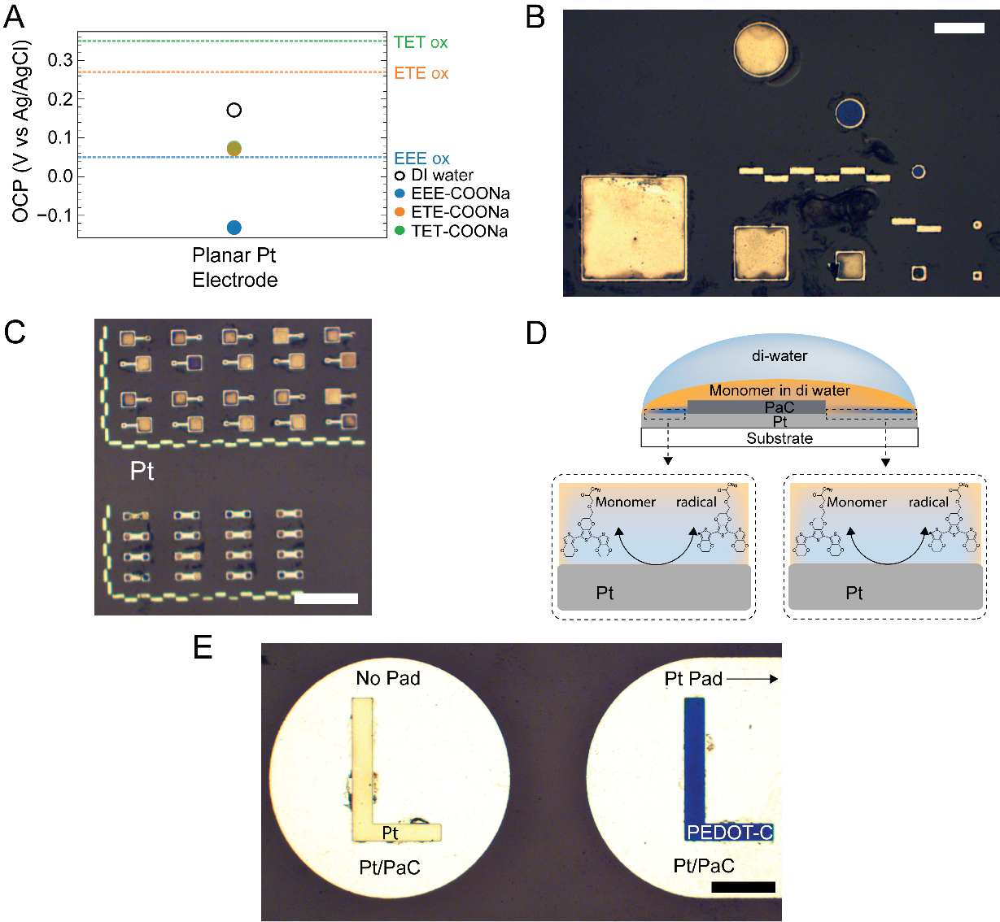 A
OCP (V vs Ag/AgCl)
0.3
0.2
0.1
0.0
−0.1
TET ox
ETE ox
EEE ox
DI water
EEE-COONa
ETE-COONa
TET-COONa
Planar Pt
Electrode
B
C
Pt
D
di-water
Monomer in di water
PaC
Pt
Substrate
Monomer
radical
Pt
Monomer
radical
Pt
E
No Pad
Pt
Pt/PaC
Pt Pad
PEDOT-C
Pt/PaC